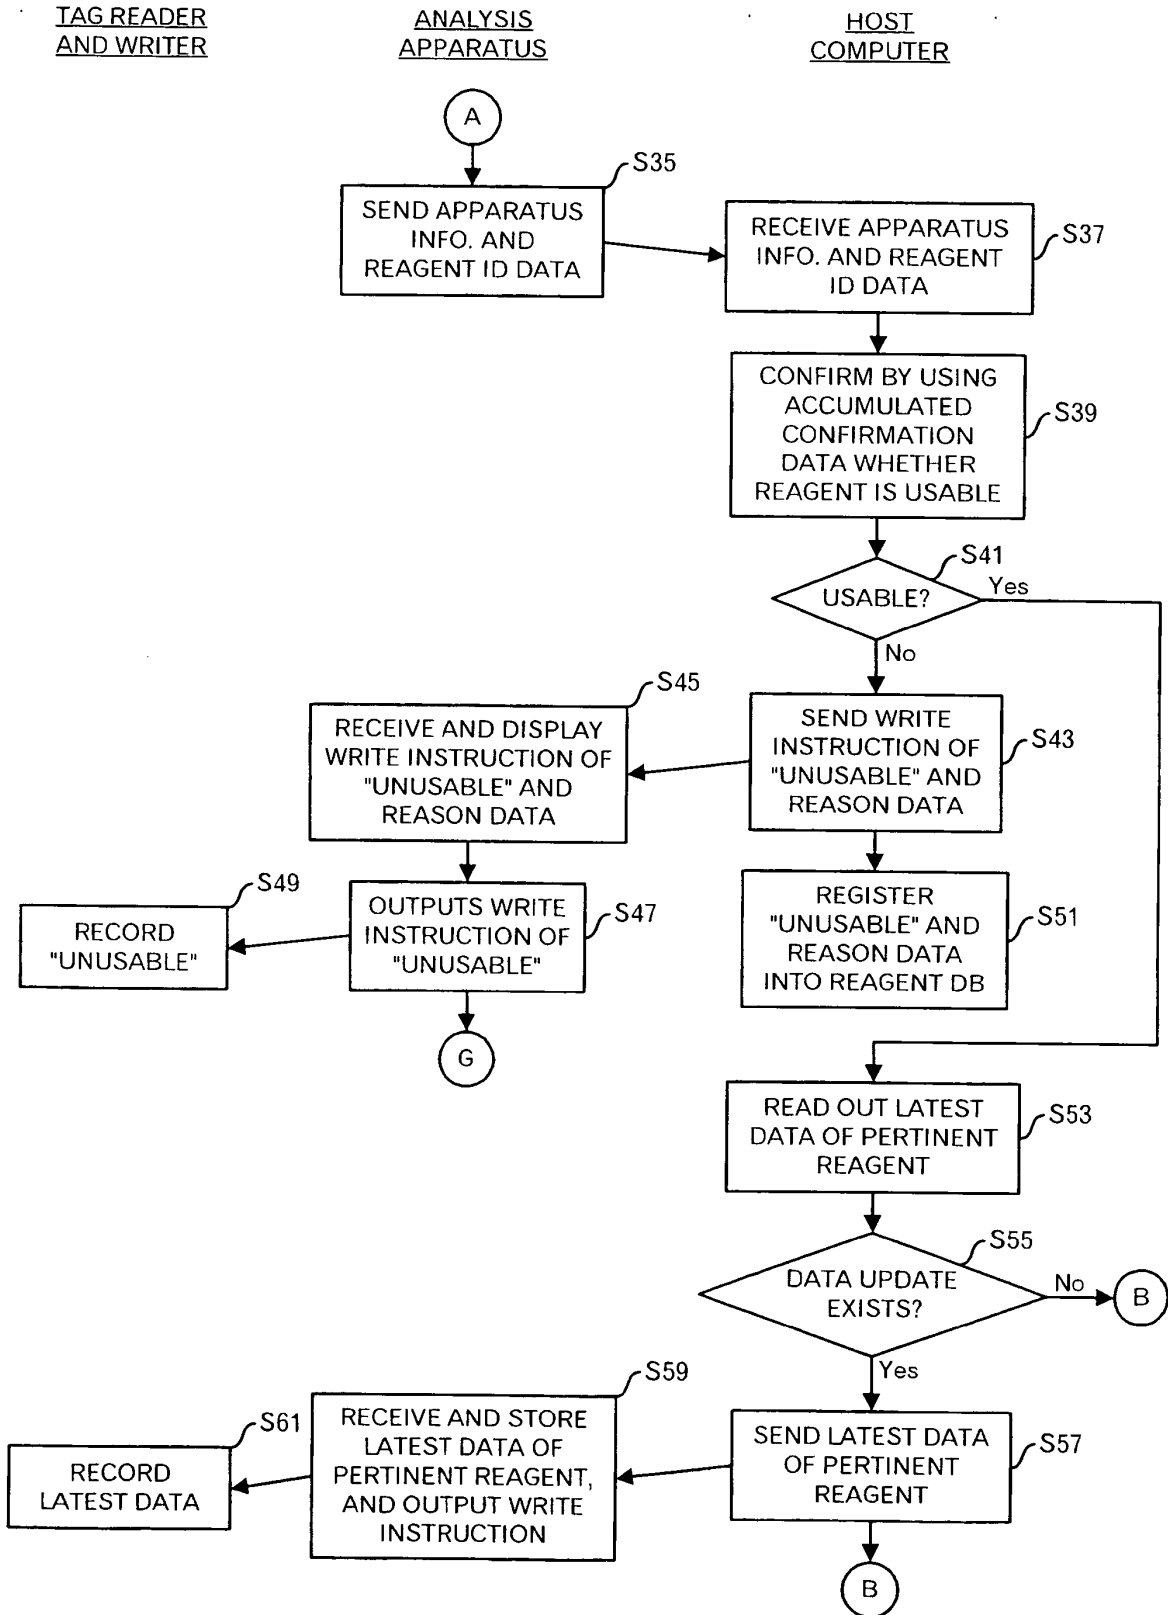 TAG READER
AND WRITER
ANALYSIS
APPARATUS
HOST
COMPUTER
A
S35
SEND APPARATUS
INFO. AND
REAGENT ID DATA
S37
RECEIVE APPARATUS
INFO. AND REAGENT
ID DATA
S39
CONFIRM BY USING
ACCUMULATED
CONFIRMATION
DATA WHETHER
REAGENT IS USABLE
S41
USABLE?
Yes
No
S43
SEND WRITE
INSTRUCTION OF
"UNUSABLE" AND
REASON DATA
S45
RECEIVE AND DISPLAY
WRITE INSTRUCTION OF
"UNUSABLE" AND
REASON DATA
S47
OUTPUTS WRITE
INSTRUCTION OF
"UNUSABLE"
S49
RECORD
"UNUSABLE"
G
S51
REGISTER
"UNUSABLE" AND
REASON DATA
INTO REAGENT DB
S53
READ OUT LATEST
DATA OF PERTINENT
REAGENT
S55
DATA UPDATE
EXISTS?
No
B
Yes
S57
SEND LATEST DATA
OF PERTINENT
REAGENT
S59
RECEIVE AND STORE
LATEST DATA OF
PERTINENT REAGENT,
AND OUTPUT WRITE
INSTRUCTION
S61
RECORD
LATEST DATA
B